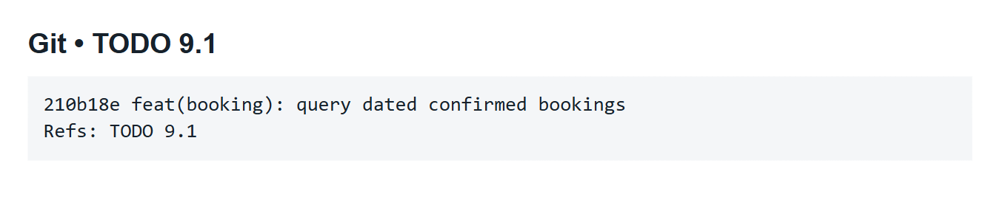 Git • TODO 9.1
210b18e feat(booking): query dated confirmed bookings
Refs: TODO 9.1